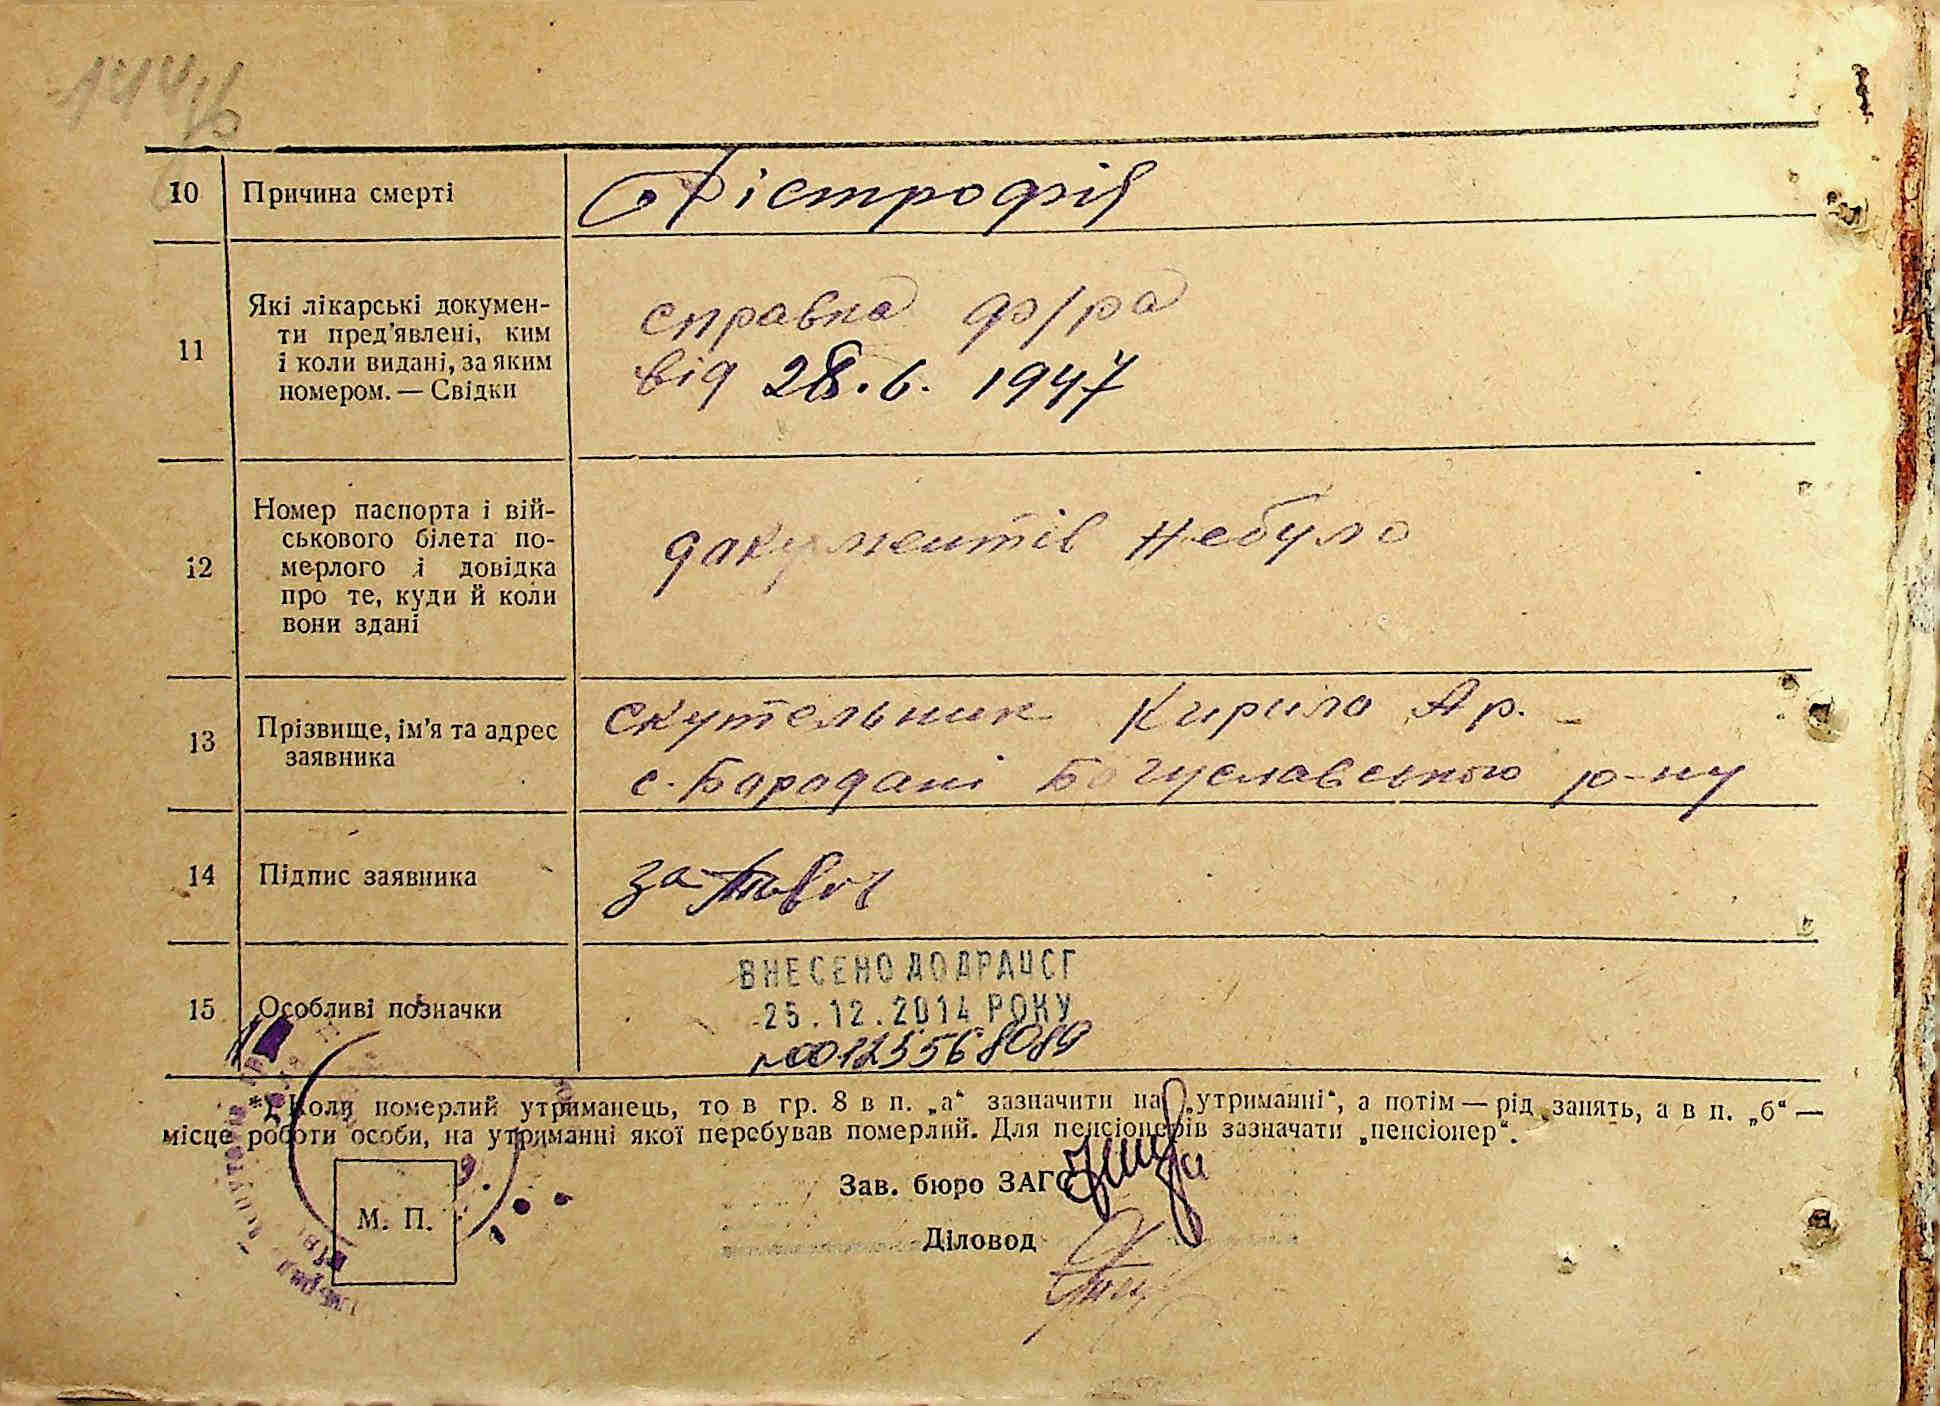 10 Причина смерті Дістрофія
11 Які лікарські докумен-
ти пред'явлені, ким
і коли видані, за яким
номером. — Свідки
справка ф/ра
від 28.6. 1947
12 Номер паспорта і вій-
ськового білета по-
мерлого і довідка
про те, куди й коли
вони здані
дакументів небуло
13 Прізвище, ім'я та адрес
заявника
Скутельник Кирило Ар.
с. Барадані Богуславського р-ну
14 Підпис заявника за
15 Особливі позначки
ВНЕСЕНО ДО ДРАЦСГ
25.12.2014 РОКУ
№00125568089
*) Коли померлий утриманець, то в гр. 8 в п. „а“ зазначити на „утриманні“, а потім — рід занять, а в п. „б“ —
місце роботи особи, на утриманні якої перебував померлий. Для пенсіонерів зазначати „пенсіонер“.
Зав. бюро ЗАГС
М. П.
Діловод